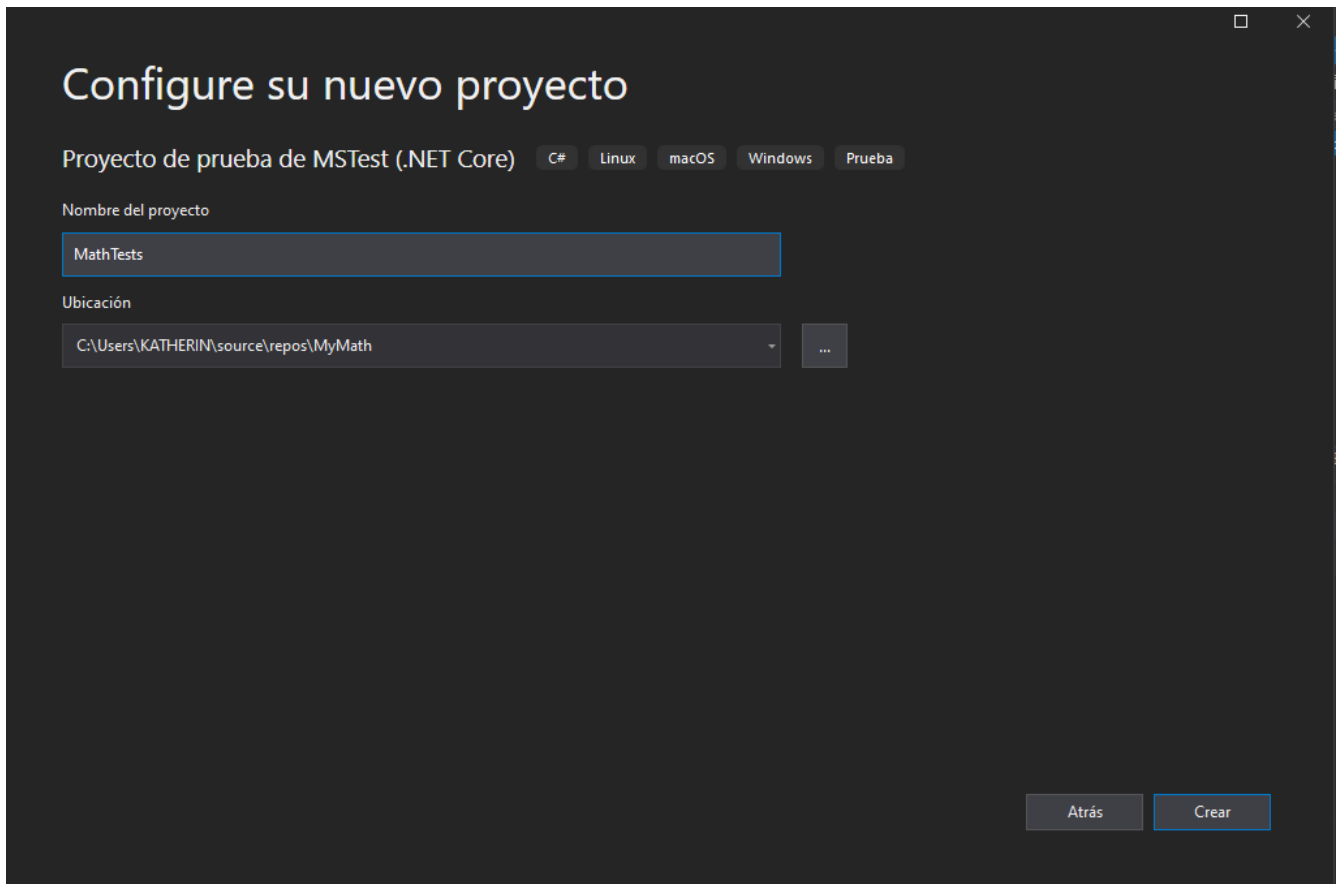 Configure su nuevo proyecto
Proyecto de prueba de MSTest (.NET Core) C# Linux macOS Windows Prueba
Nombre del proyecto
MathTests
Ubicación
C:\Users\KATHERIN\source\repos\MyMath
...
Atrás Crear